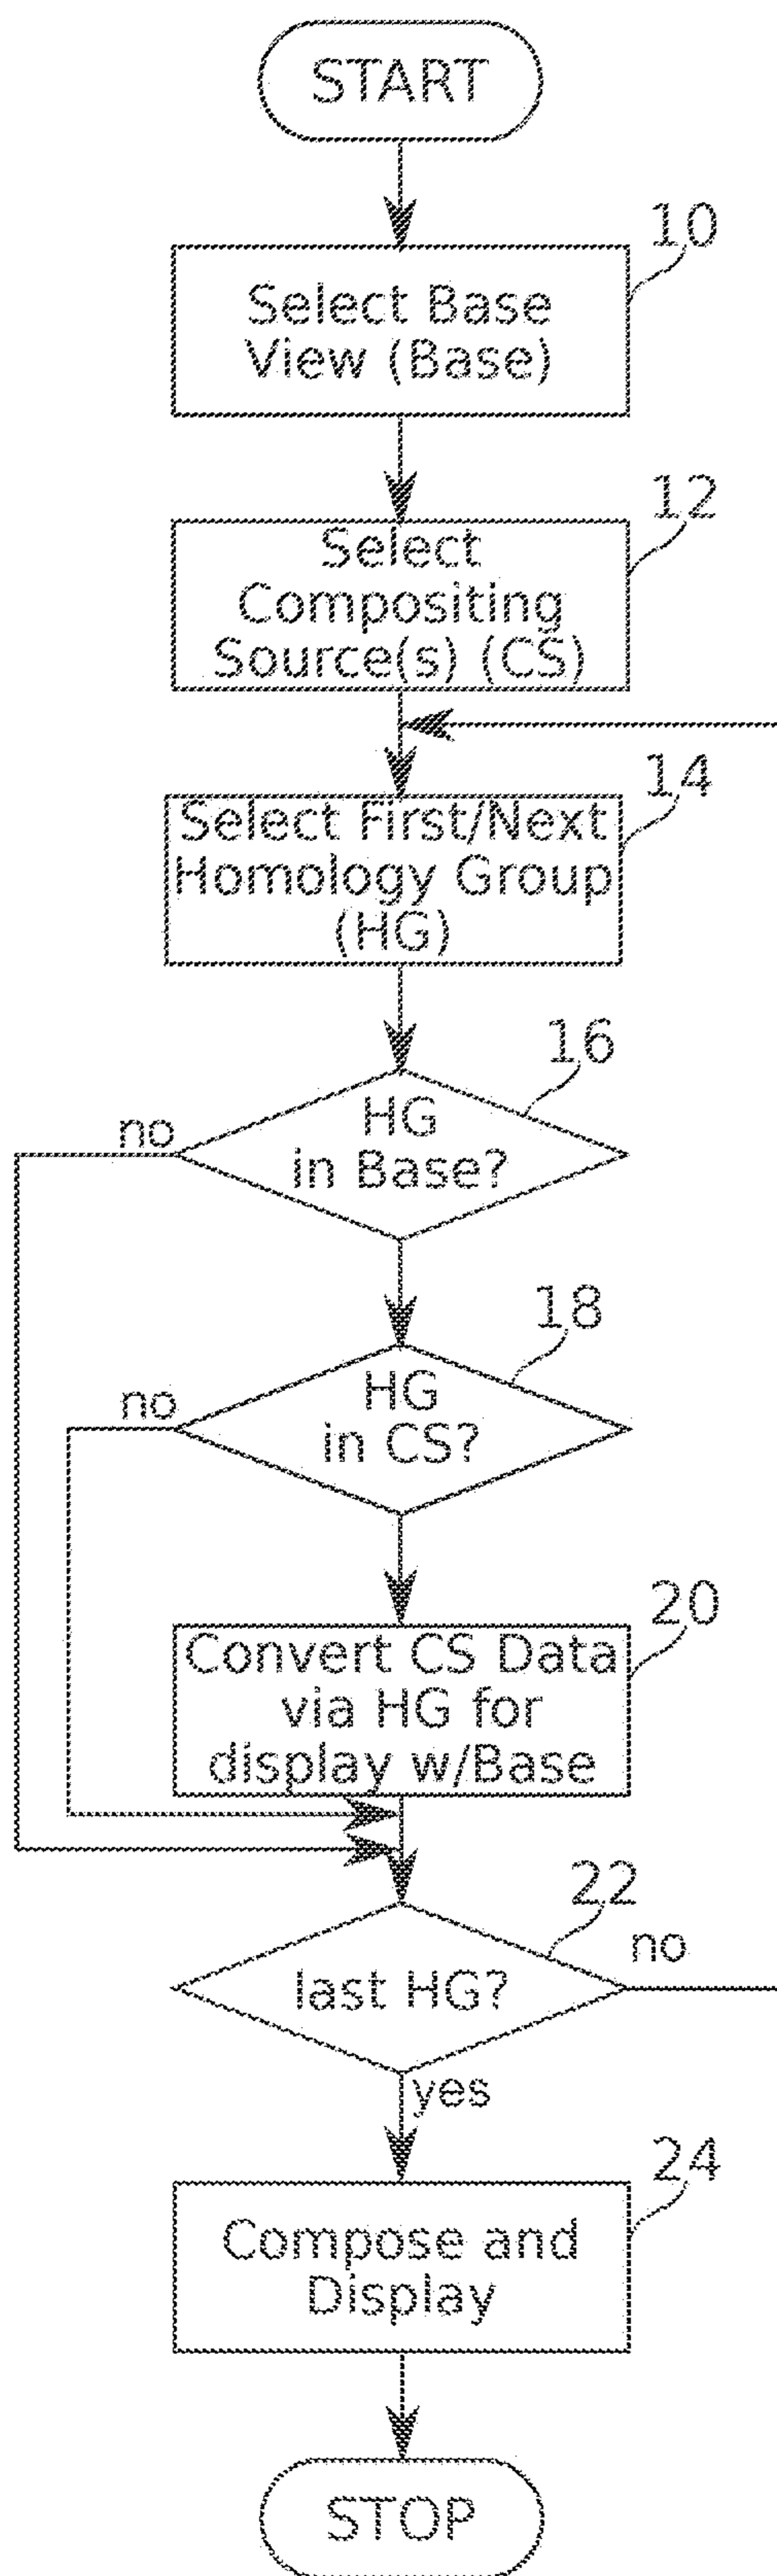 START
10
Select Base
View (Base)
12
Select
Compositing
Source(s) (CS)
14
Select First/Next
Homology Group
(HG)
16
HG
in Base?
no
18
HG
in CS?
no
20
Convert CS Data
via HG for
display w/Base
22
last HG?
no
yes
24
Compose and
Display
STOP